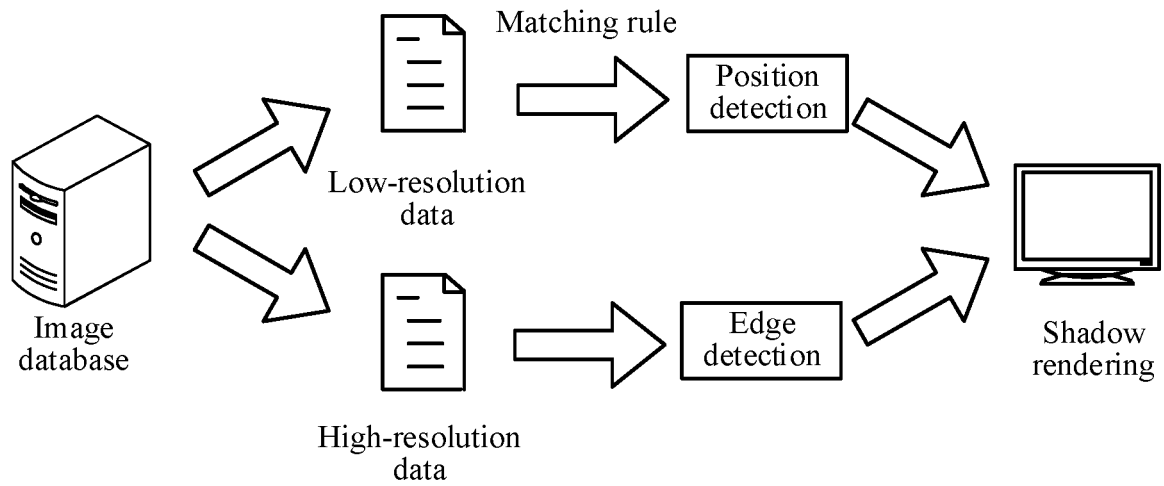 Matching rule
Position
detection
Low-resolution
data
Image
database
Edge
detection
Shadow
rendering
High-resolution
data